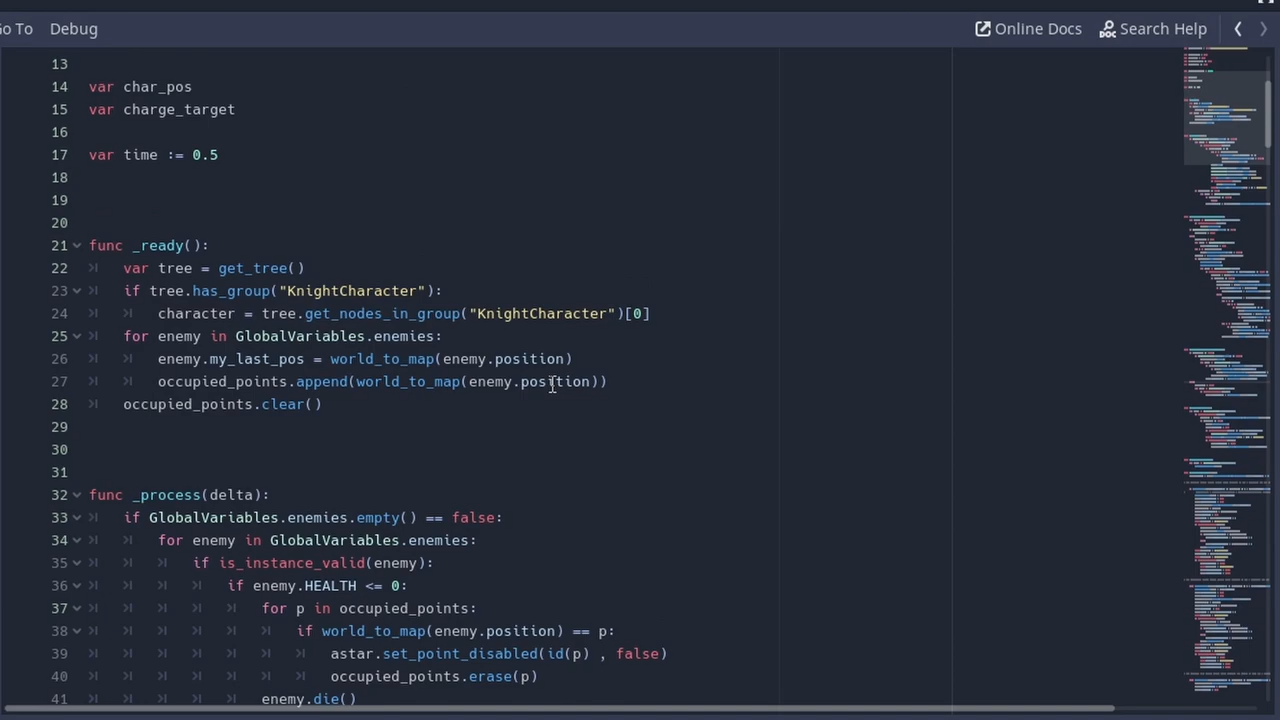 Go To Debug Online Docs Search Help
13
14 var char_pos
15 var charge_target
16
17 var time := 0.5
18
19
20
21 func _ready():
22 var tree = get_tree()
23 if tree.has_group("KnightCharacter"):
24 character = tree.get_nodes_in_group("KnightCharacter")[0]
25 for enemy in GlobalVariables.enemies:
26 enemy.my_last_pos = world_to_map(enemy.position)
27 occupied_points.append(world_to_map(enemy.position))
28 occupied_points.clear()
29
30
31
32 func _process(delta):
33 if GlobalVariables.enemies.empty() == false:
34 for enemy in GlobalVariables.enemies:
35 if is_instance_valid(enemy):
36 if enemy.HEALTH <= 0:
37 for p in occupied_points:
38 if world_to_map(enemy.position) == p:
39 astar.set_point_disabled(id(p), false)
40 occupied_points.erase(p)
41 enemy.die()